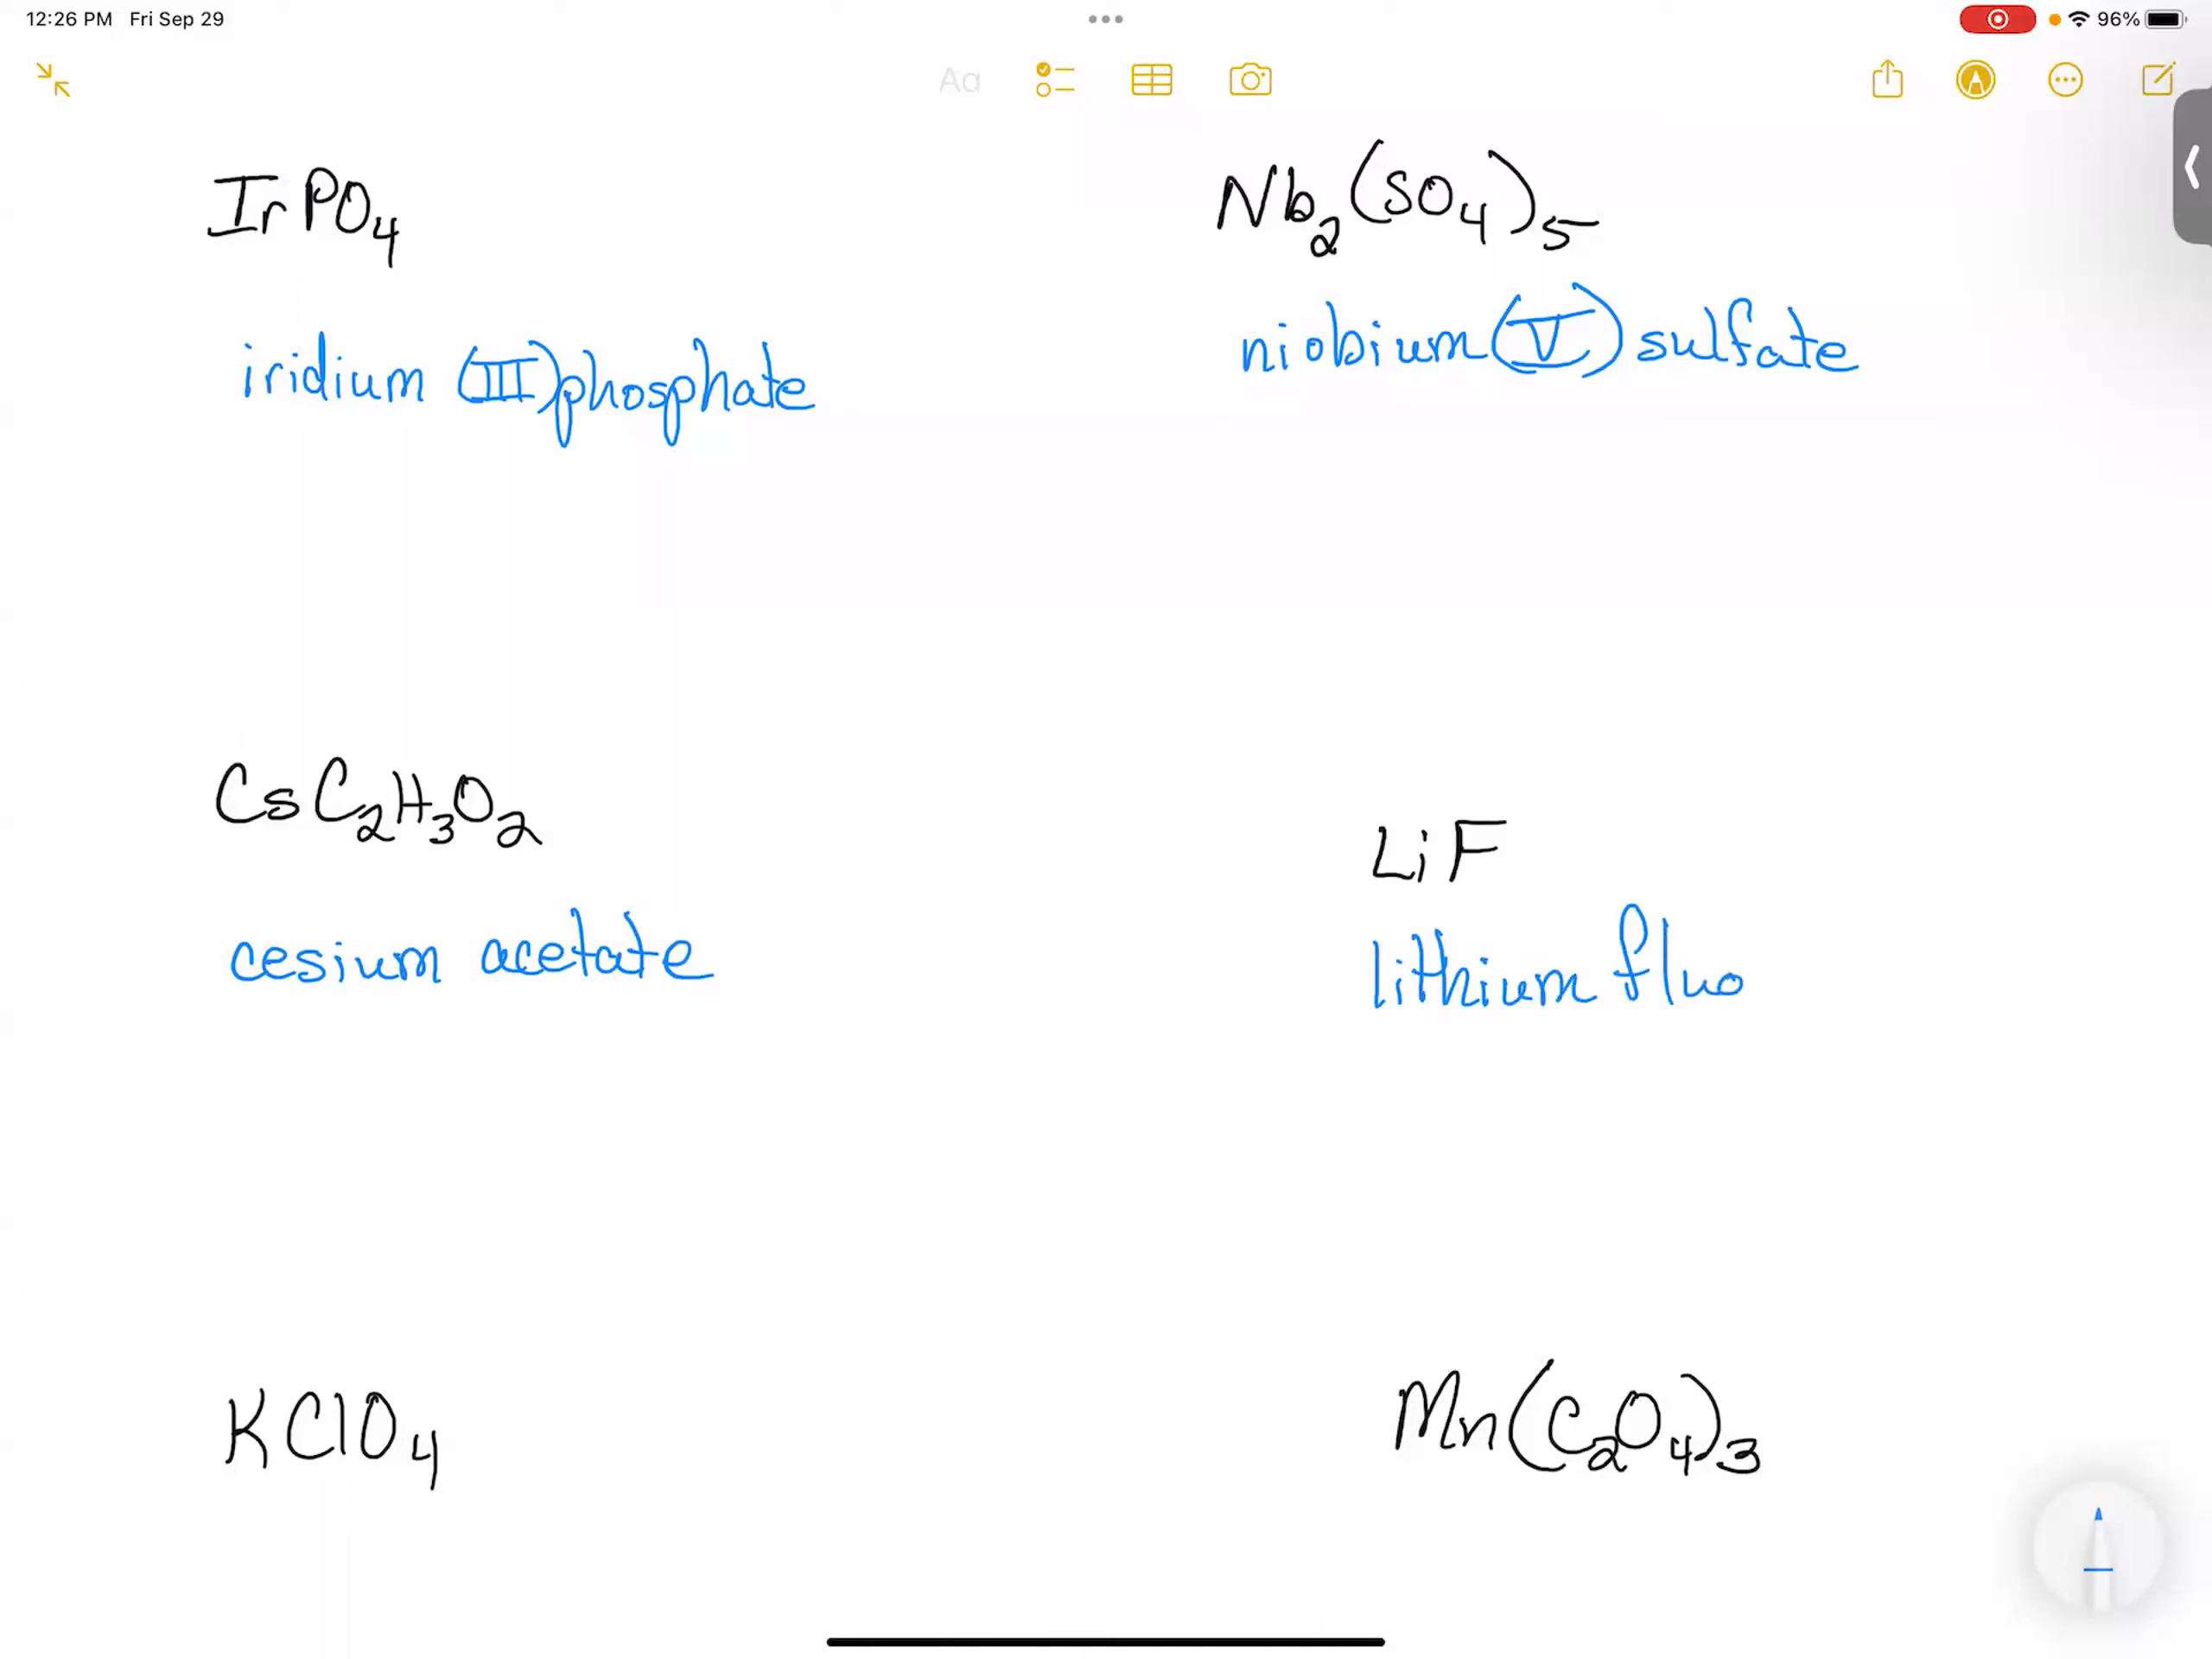 12:26 PM Fri Sep 29
96%
Aa
IrPO₄
Nb₂(SO₄)₅
iridium (III) phosphate
niobium (V) sulfate
CsC₂H₃O₂
LiF
cesium acetate
lithium fluo
KClO₄
Mn(C₂O₄)₃